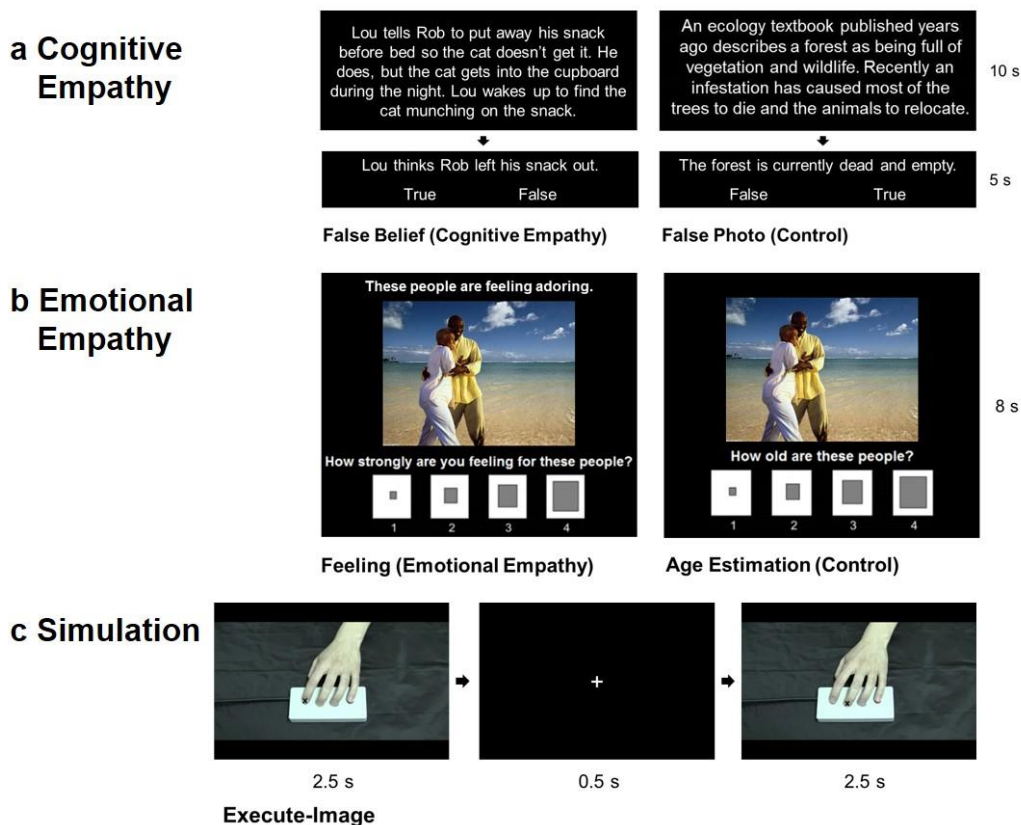 a Cognitive
Empathy
Lou tells Rob to put away his snack
before bed so the cat doesn't get it. He
does, but the cat gets into the cupboard
during the night. Lou wakes up to find the
cat munching on the snack.
An ecology textbook published years
ago describes a forest as being full of
vegetation and wildlife. Recently an
infestation has caused most of the
trees to die and the animals to relocate.
10 s
Lou thinks Rob left his snack out.
True False
The forest is currently dead and empty.
False True
5 s
False Belief (Cognitive Empathy)
False Photo (Control)
b Emotional
Empathy
These people are feeling adoring.
How strongly are you feeling for these people?
1 2 3 4
How old are these people?
1 2 3 4
8 s
Feeling (Emotional Empathy)
Age Estimation (Control)
c Simulation
2.5 s
0.5 s
2.5 s
Execute-Image